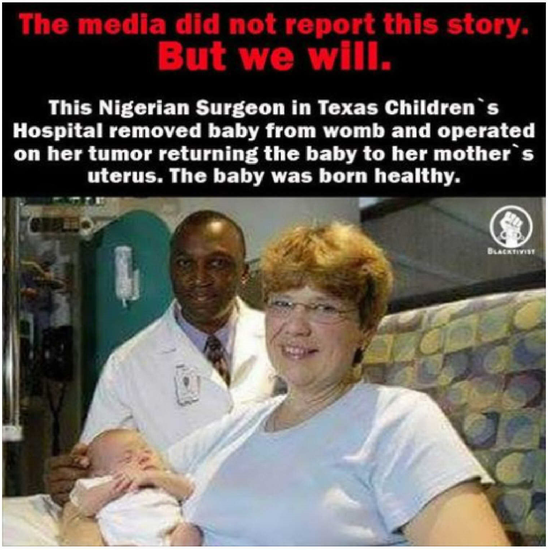 The media did not report this story.
But we will.
This Nigerian Surgeon in Texas Children`s
Hospital removed baby from womb and operated
on her tumor returning the baby to her mother`s
uterus. The baby was born healthy.
BLACKTIVIST